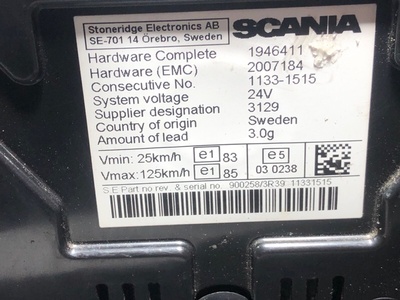 Stoneridge Electronics AB
SE-701 14 Örebro, Sweden
SCANIA
Hardware Complete 1946411
Hardware (EMC) 2007184
Consecutive No. 1133-1515
System voltage 24V
Supplier designation 3129
Country of origin Sweden
Amount of lead 3.0g
Vmin: 25km/h e1 83
e5
Vmax: 125km/h e1 85
03 0238
S.E Part no rev. & serial no. 900258/3R39 11331515